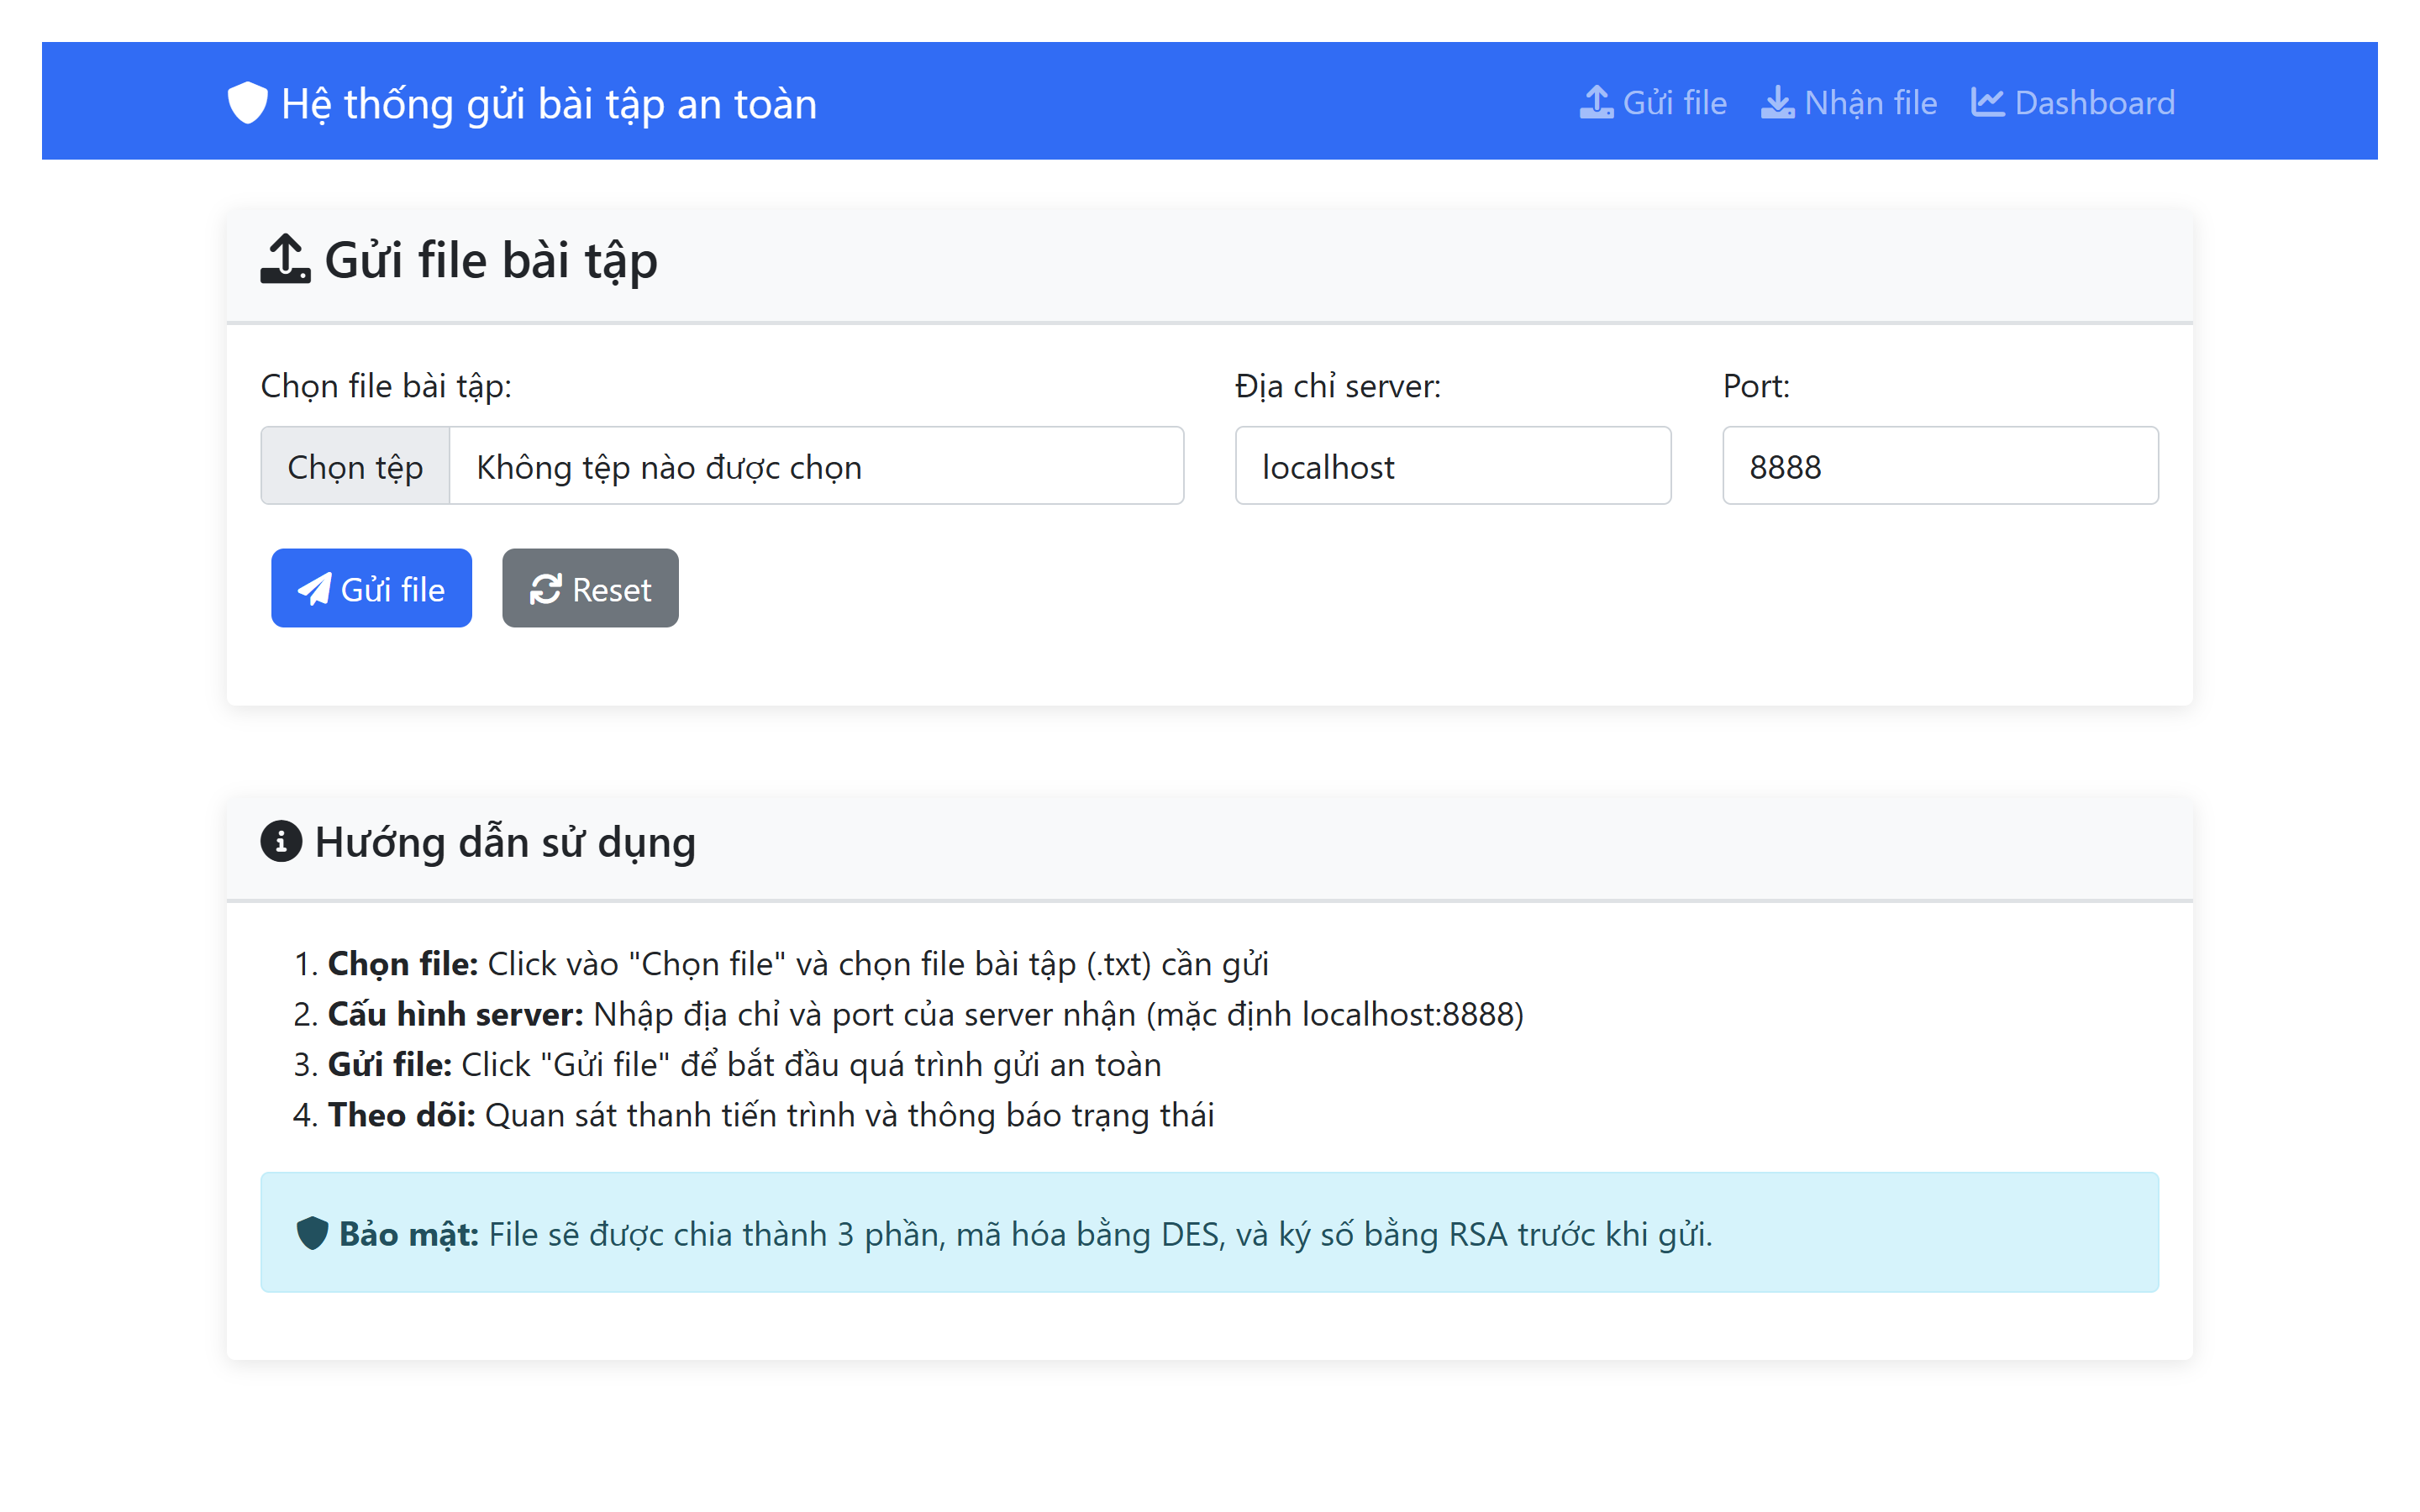 Hệ thống gửi bài tập an toàn
Gửi file
Nhận file
Dashboard
Gửi file bài tập
Chọn file bài tập:
Địa chỉ server:
Port:
Chọn tệp
Không tệp nào được chọn
localhost
8888
Gửi file
Reset
Hướng dẫn sử dụng
1. Chọn file: Click vào "Chọn file" và chọn file bài tập (.txt) cần gửi
2. Cấu hình server: Nhập địa chỉ và port của server nhận (mặc định localhost:8888)
3. Gửi file: Click "Gửi file" để bắt đầu quá trình gửi an toàn
4. Theo dõi: Quan sát thanh tiến trình và thông báo trạng thái
Bảo mật: File sẽ được chia thành 3 phần, mã hóa bằng DES, và ký số bằng RSA trước khi gửi.